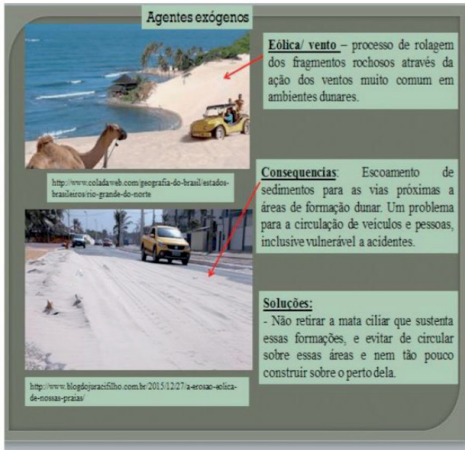 Agentes exógenos
Eólica/ vento – processo de rolagem
dos fragmentos rochosos através da
ação dos ventos muito comum em
ambientes dunares.
http://www.coladaweb.com/geografia-do-brasil/estados-
brasileiros/rio-grande-do-norte
Consequencias: Escoamento de
sedimentos para as vias próximas a
áreas de formação dunar. Um problema
para a circulação de veículos e pessoas,
inclusive vulnerável a acidentes.
Soluções:
- Não retirar a mata ciliar que sustenta
essas formações, e evitar de circular
sobre essas áreas e nem tão pouco
construir sobre o perto dela.
http://www.blogdojuracifilho.com.br/2015/12/27/a-erosao-eolica-
de-nossas-praias/